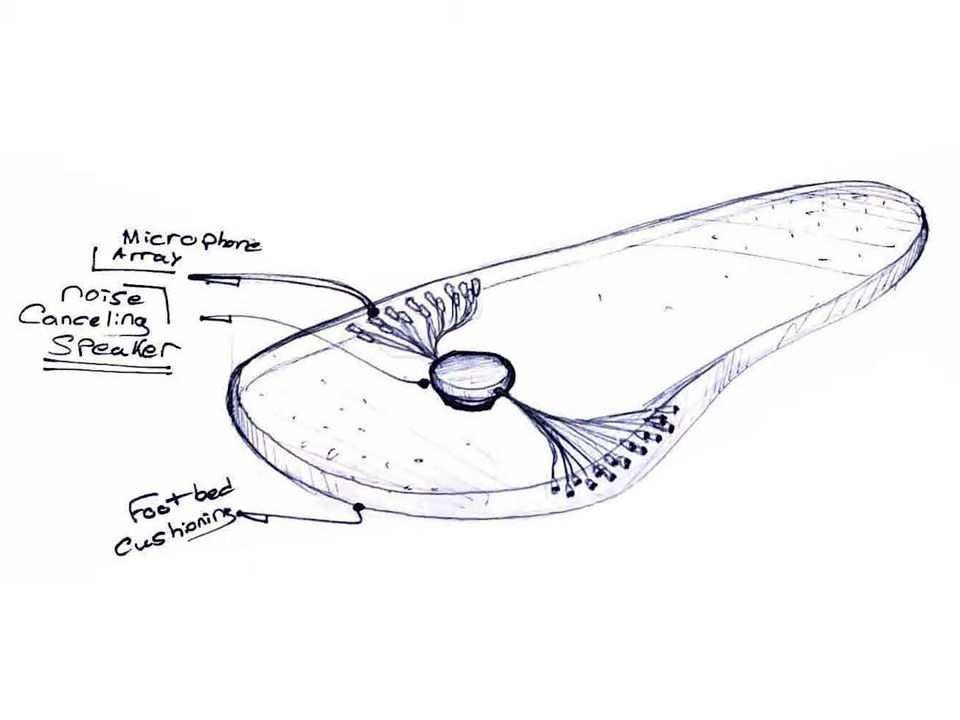 Microphone
Array
noise
Canceling
Speaker
Footbed
Cushioning